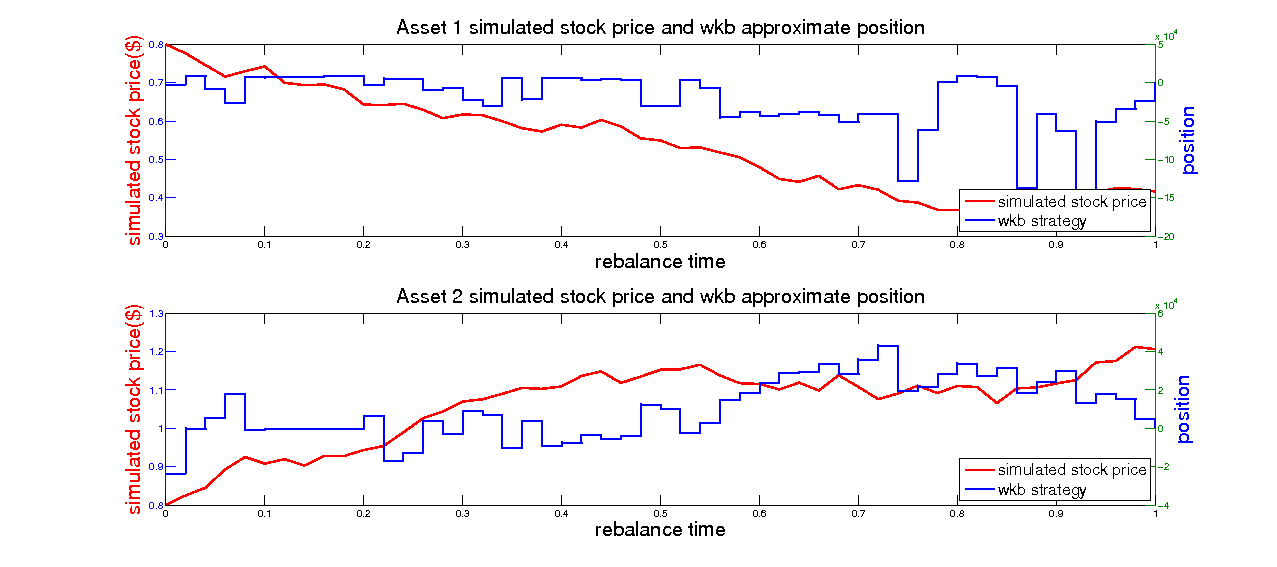 Asset 1 simulated stock price and wkb approximate position
x 10^4
simulated stock price($)
0.8
0.7
0.6
0.5
0.4
0.3
5
0
-5
-10
-15
-20
position
simulated stock price
wkb strategy
0 0.1 0.2 0.3 0.4 0.5 0.6 0.7 0.8 0.9 1
rebalance time
Asset 2 simulated stock price and wkb approximate position
x 10^4
simulated stock price($)
1.3
1.2
1.1
1
0.9
0.8
6
4
2
0
-2
-4
position
simulated stock price
wkb strategy
0 0.1 0.2 0.3 0.4 0.5 0.6 0.7 0.8 0.9 1
rebalance time